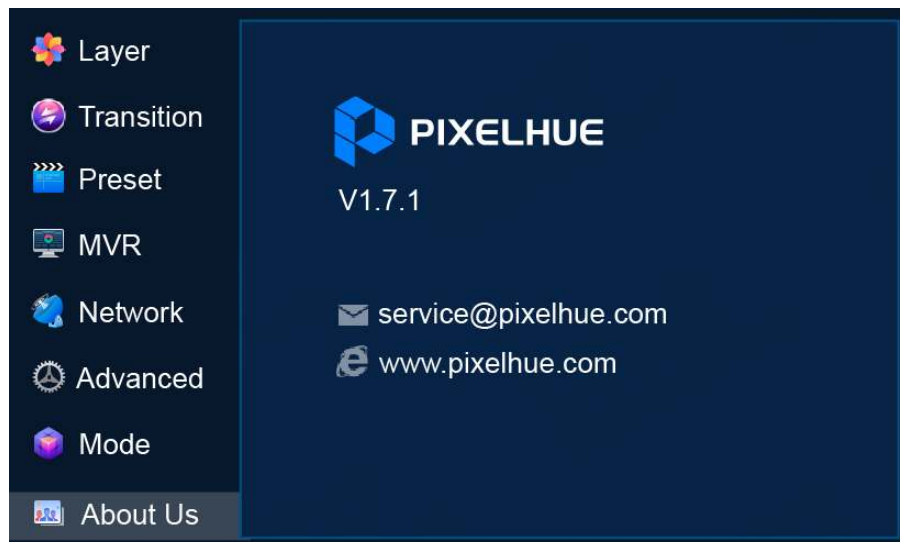 Layer
Transition
Preset
MVR
Network
Advanced
Mode
About Us
PIXELHUE
V1.7.1
service@pixelhue.com
www.pixelhue.com